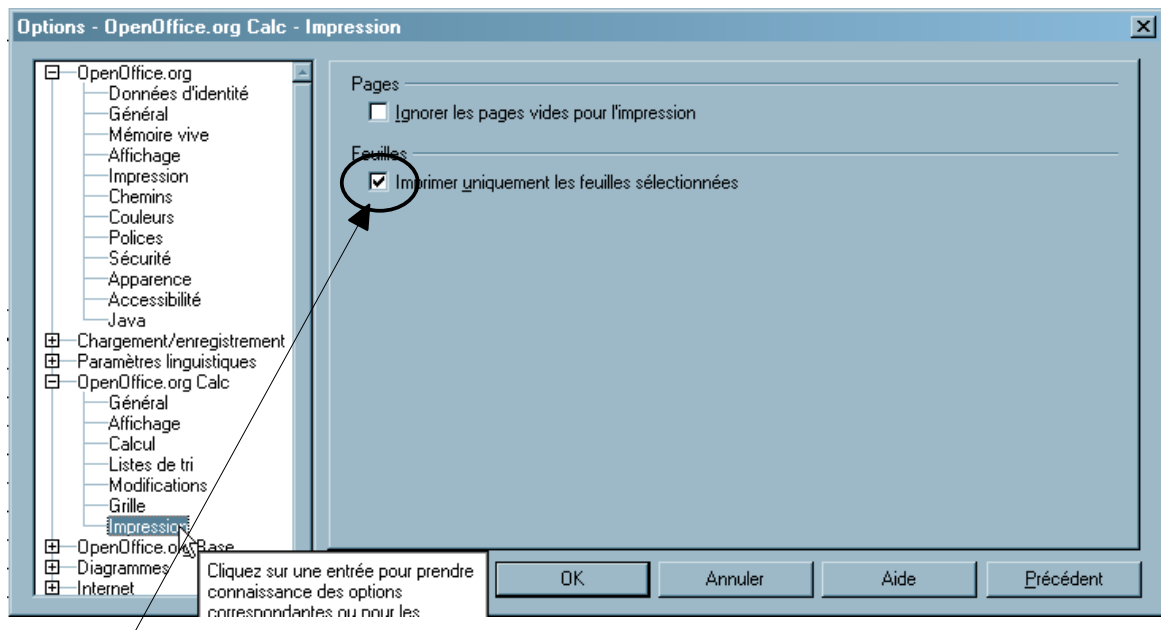 Options - OpenOffice.org Calc - Impression
OpenOffice.org
Données d'identité
Général
Mémoire vive
Affichage
Impression
Chemins
Couleurs
Polices
Sécurité
Apparence
Accessibilité
Java
Chargement/enregistrement
Paramètres linguistiques
OpenOffice.org Calc
Général
Affichage
Calcul
Listes de tri
Modifications
Grille
Impression
OpenOffice.org Base
Diagrammes
Internet
Pages
Ignorer les pages vides pour l'impression
Feuilles
Imprimer uniquement les feuilles sélectionnées
Cliquez sur une entrée pour prendre
connaissance des options
correspondantes ou pour les
OK
Annuler
Aide
Précédent